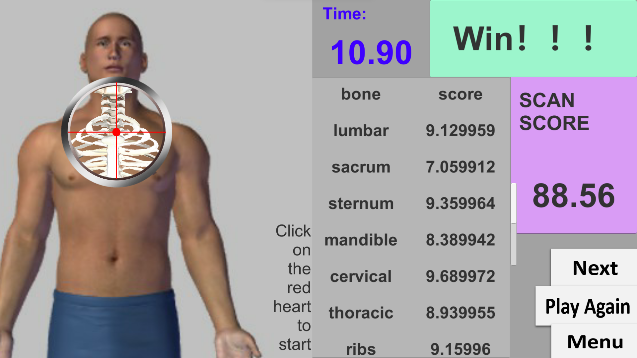 Time:
10.90
Win！！！
bone score
lumbar 9.129959
sacrum 7.059912
sternum 9.359964
mandible 8.389942
cervical 9.689972
thoracic 8.939955
ribs 9.15996
SCAN
SCORE
88.56
Click
on
the
red
heart
to
start
Next
Play Again
Menu